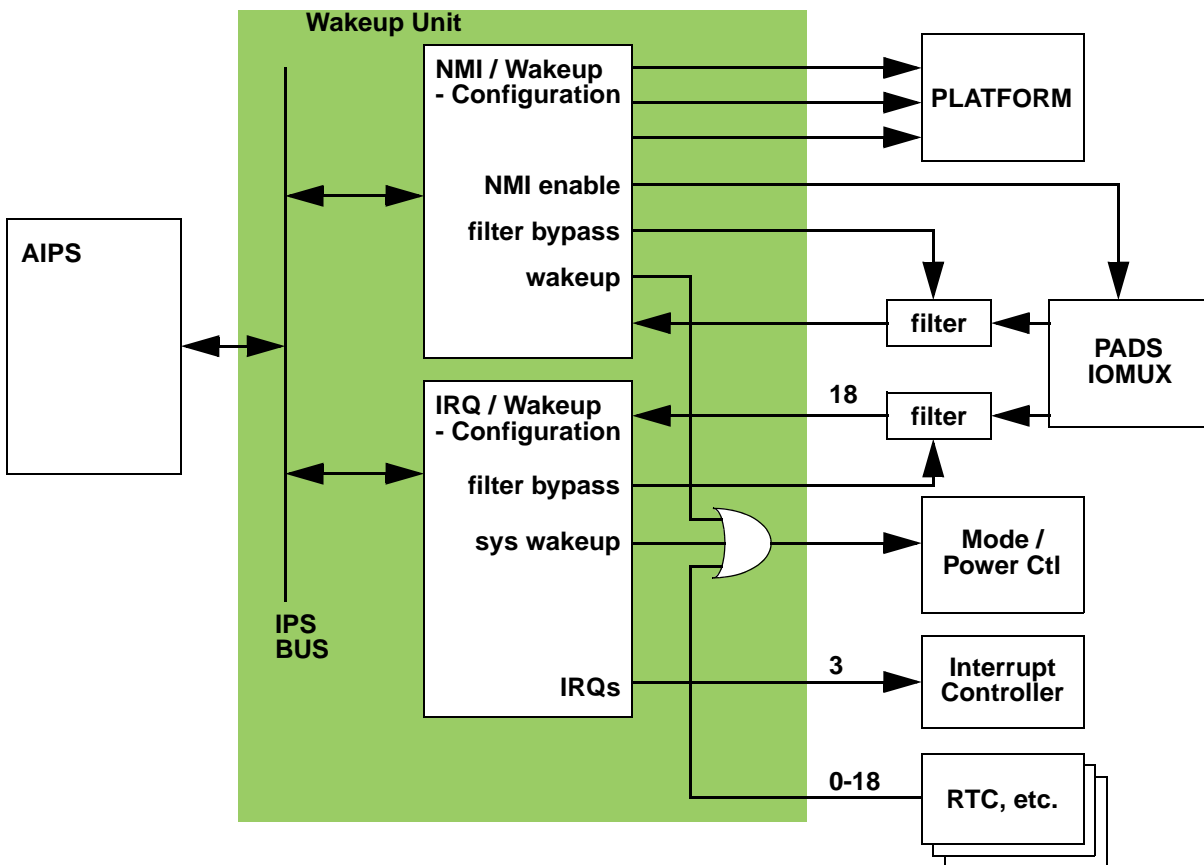 Wakeup Unit
NMI / Wakeup
- Configuration
NMI enable
filter bypass
wakeup
PLATFORM
AIPS
filter
PADS
IOMUX
18
filter
IRQ / Wakeup
- Configuration
filter bypass
sys wakeup
IRQs
IPS
BUS
Mode /
Power Ctl
3
Interrupt
Controller
0-18
RTC, etc.